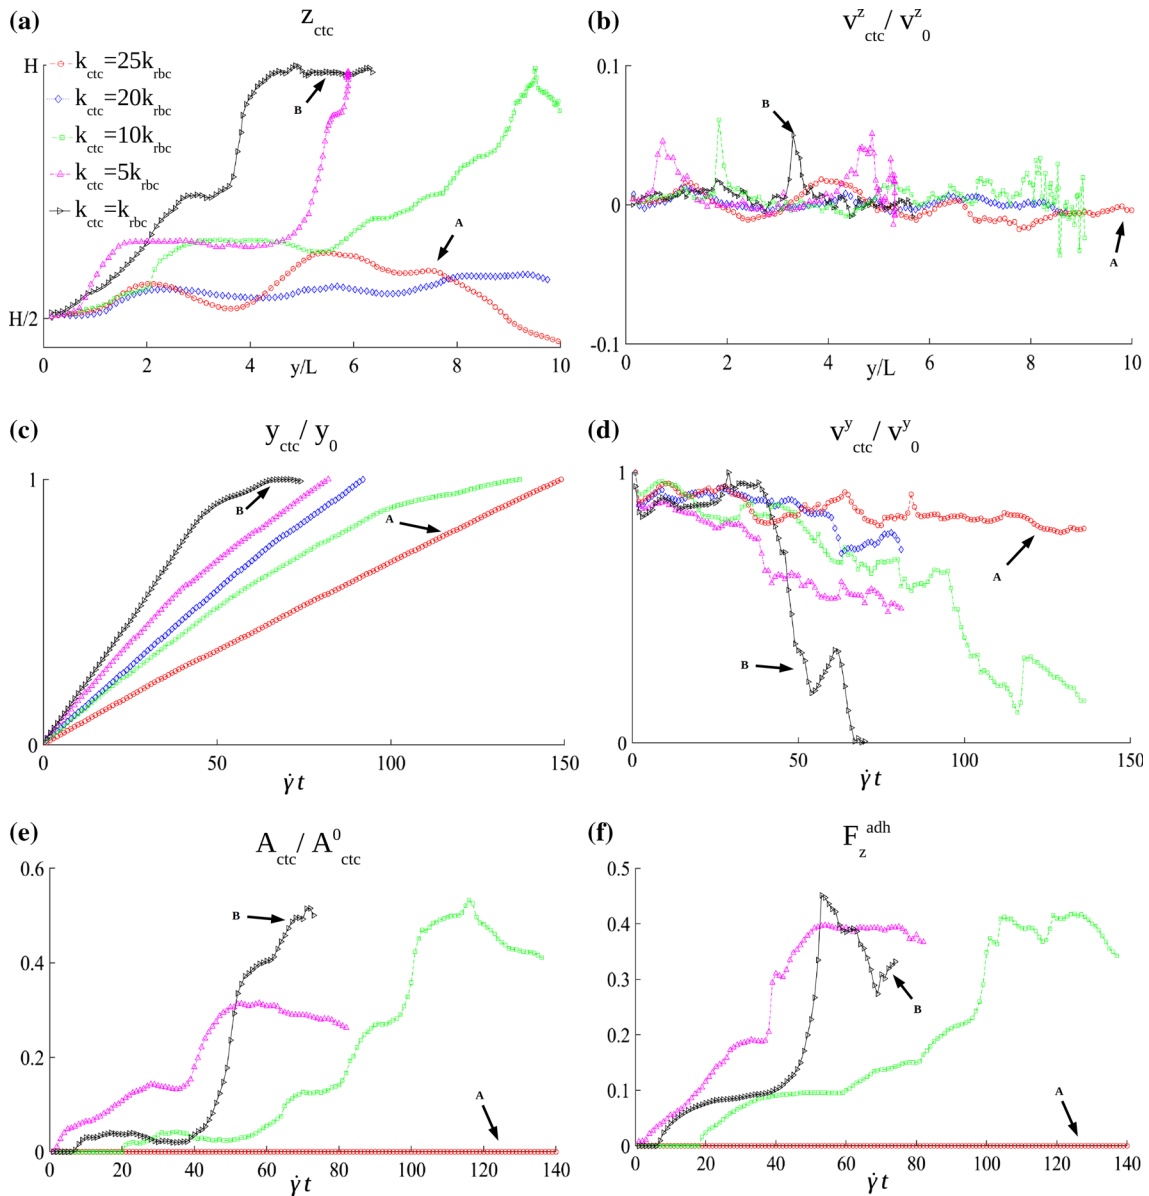 (a) z_ctc
H
k_ctc=25k_rbc
k_ctc=20k_rbc
k_ctc=10k_rbc
k_ctc=5k_rbc
k_ctc=k_rbc
B
A
H/2
0 2 4 6 8 10
y/L
(b) v^z_ctc/ v^z_0
0.1
B
0
A
-0.1
0 2 4 6 8 10
y/L
(c) y_ctc/ y_0
1
B
A
0
0 50 100 150
γ̇ t
(d) v^y_ctc/ v^y_0
1
A
B
0
0 50 100 150
γ̇ t
(e) A_ctc/ A^0_ctc
0.6
B
0.4
0.2
A
0
0 20 40 60 80 100 120 140
γ̇ t
(f) F_z^adh
0.5
0.4
0.3
B
0.2
0.1
A
0
0 20 40 60 80 100 120 140
γ̇ t